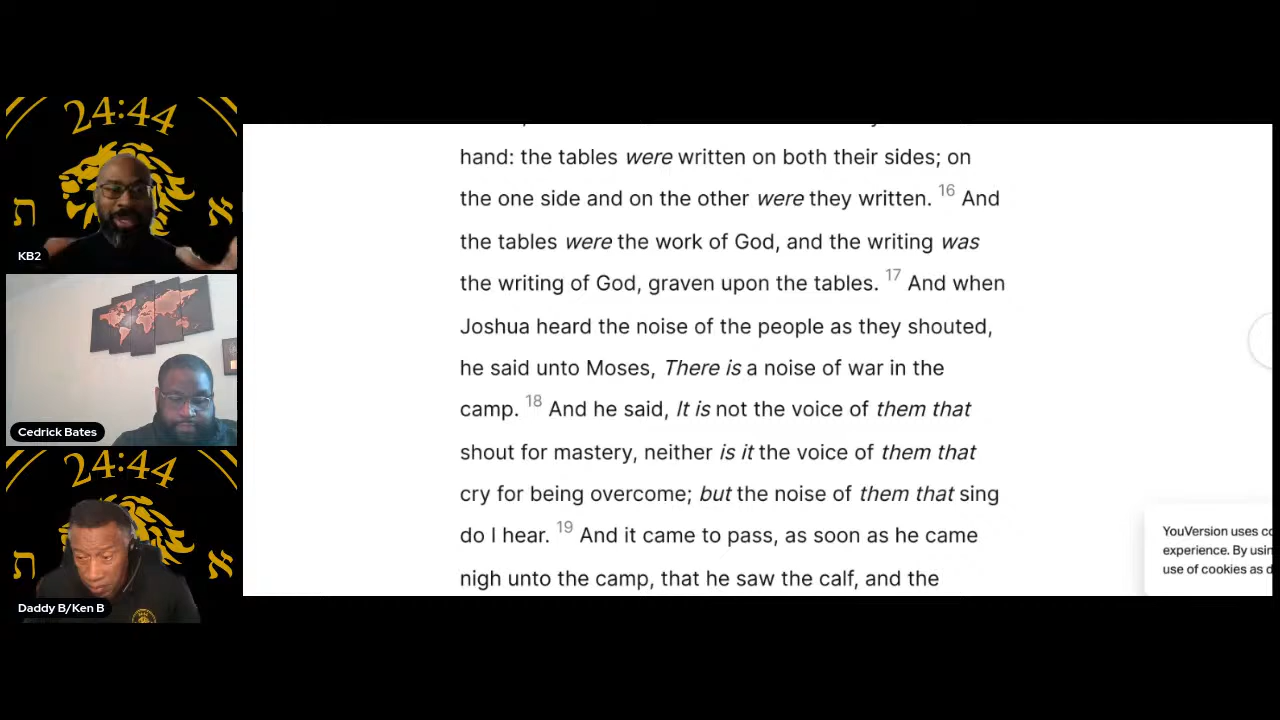 24:44
ת
א
KB2
Cedrick Bates
24:44
ת
א
Daddy B/Ken B
hand: the tables were written on both their sides; on
the one side and on the other were they written. 16 And
the tables were the work of God, and the writing was
the writing of God, graven upon the tables. 17 And when
Joshua heard the noise of the people as they shouted,
he said unto Moses, There is a noise of war in the
camp. 18 And he said, It is not the voice of them that
shout for mastery, neither is it the voice of them that
cry for being overcome; but the noise of them that sing
do I hear. 19 And it came to pass, as soon as he came
nigh unto the camp, that he saw the calf, and the
YouVersion uses co
experience. By usin
use of cookies as d